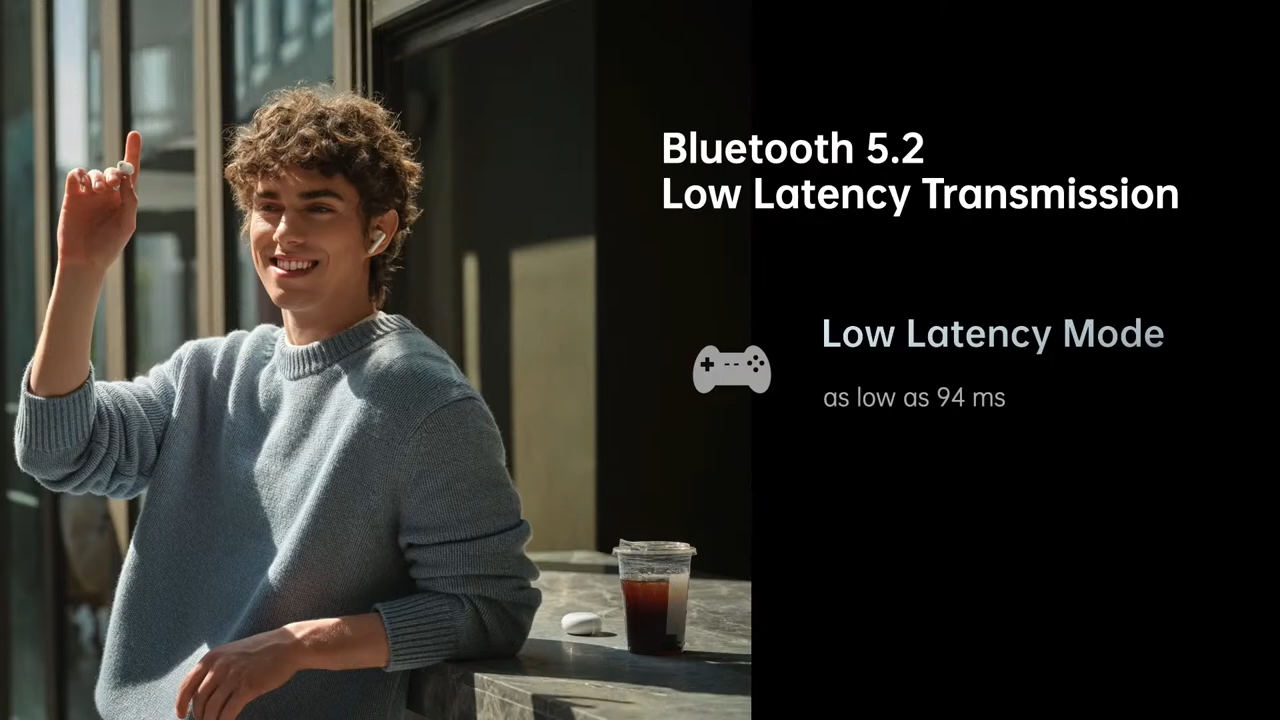 Bluetooth 5.2
Low Latency Transmission
Low Latency Mode
as low as 94 ms